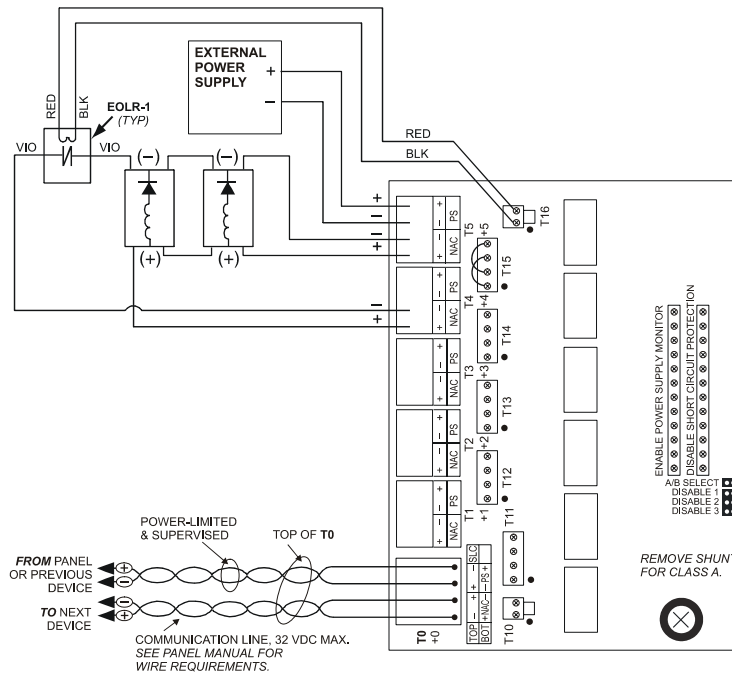 EXTERNAL
POWER
SUPPLY
+
−
RED
BLK
EOLR-1
(TYP)
VIO
VIO
(−)
(−)
(+)
(+)
RED
BLK
+
−
−
+
−
+
+ − PS
+ − NAC
T5
+5
T16
T15
+ − PS
+ − NAC
T4
+4
T14
+ − PS
+ − NAC
T3
+3
T13
+ − PS
+ − NAC
T2
+2
T12
+ − PS
+ − NAC
T1
+1
T11
ENABLE POWER SUPPLY MONITOR
DISABLE SHORT CIRCUIT PROTECTION
A/B SELECT
DISABLE 1
DISABLE 2
DISABLE 3
REMOVE SHUNT
FOR CLASS A.
POWER-LIMITED
& SUPERVISED
TOP OF T0
FROM PANEL
OR PREVIOUS
DEVICE
+
−
−
+
TO NEXT
DEVICE
COMMUNICATION LINE, 32 VDC MAX.
SEE PANEL MANUAL FOR
WIRE REQUIREMENTS.
T0
+0
TOP − + + − SLC
BOT +NAC− − PS +
T10